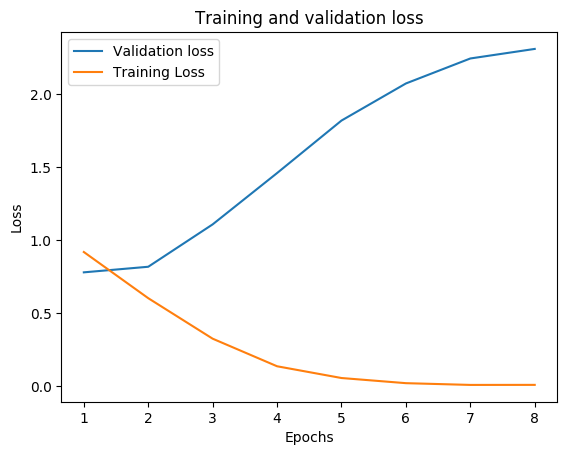 Training and validation loss
Validation loss
Training Loss
2.0
1.5
1.0
0.5
0.0
Loss
1 2 3 4 5 6 7 8
Epochs